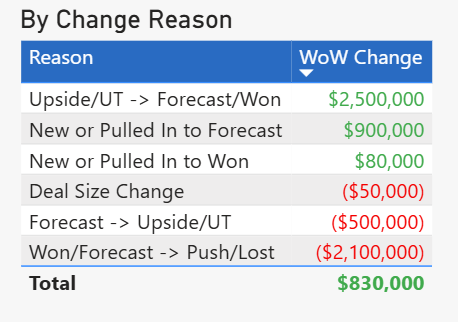 By Change Reason
Reason WoW Change
Upside/UT -> Forecast/Won $2,500,000
New or Pulled In to Forecast $900,000
New or Pulled In to Won $80,000
Deal Size Change ($50,000)
Forecast -> Upside/UT ($500,000)
Won/Forecast -> Push/Lost ($2,100,000)
Total $830,000